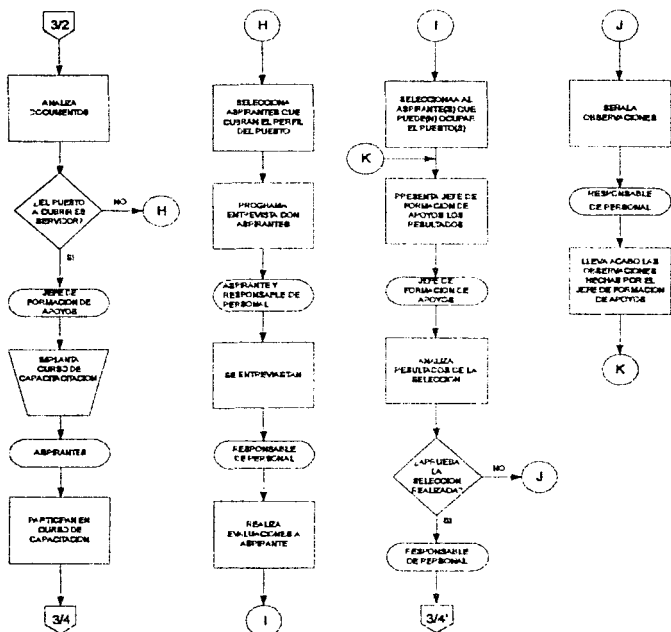 3/2
ANALIZA
DOCUMENTOS
¿EL PUESTO
A CUBRIR ES
SERVIDOR?
NO
H
SI
JEFE DE
FORMACION DE
APOYOS
IMPLANTA
CURSO DE
CAPACITACITACION
ASPIRANTES
PARTICIPAN EN
CURSO DE
CAPACITACION
3/4
H
SELECCIONA
ASPIRANTES QUE
CUBRAN EL PERFIL
DEL PUESTO
PROGRAMA
ENTREVISTA CON
ASPIRANTES
ASPIRANTE Y
RESPONSABLE DE
PERSONAL
SE ENTREVISTAN
RESPONSABLE DE
PERSONAL
REALIZA
EVALUACIONES A
ASPIRANTE
I
I
SELECCIONAA AL
ASPIRANTE(S) QUE
PUEDE(N) OCUPAR
EL PUESTO(S)
K
PRESENTA JEFE DE
FORMACION DE
APOYOS LOS
RESULTADOS
JEFE DE
FORMACION DE
APOYOS
ANALIZA
RESULTADOS DE LA
SELECCION
¿APRUEBA
LA
SELECCION
REALIZADA?
NO
J
SI
RESPONSABLE
DE PERSONAL
3/4'
J
SEÑALA
OBSERVACIONES
RESPONSABLE
DE PERSONAL
LLEVA ACABO LAS
OBSERVACIONES
HECHAS POR EL
JEFE DE FORMACION
DE APOYOS
K